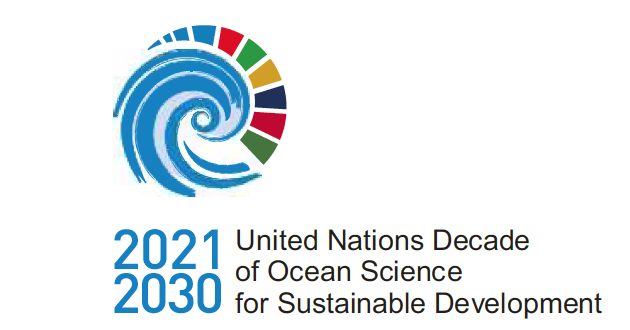 2021
2030
United Nations Decade
of Ocean Science
for Sustainable Development